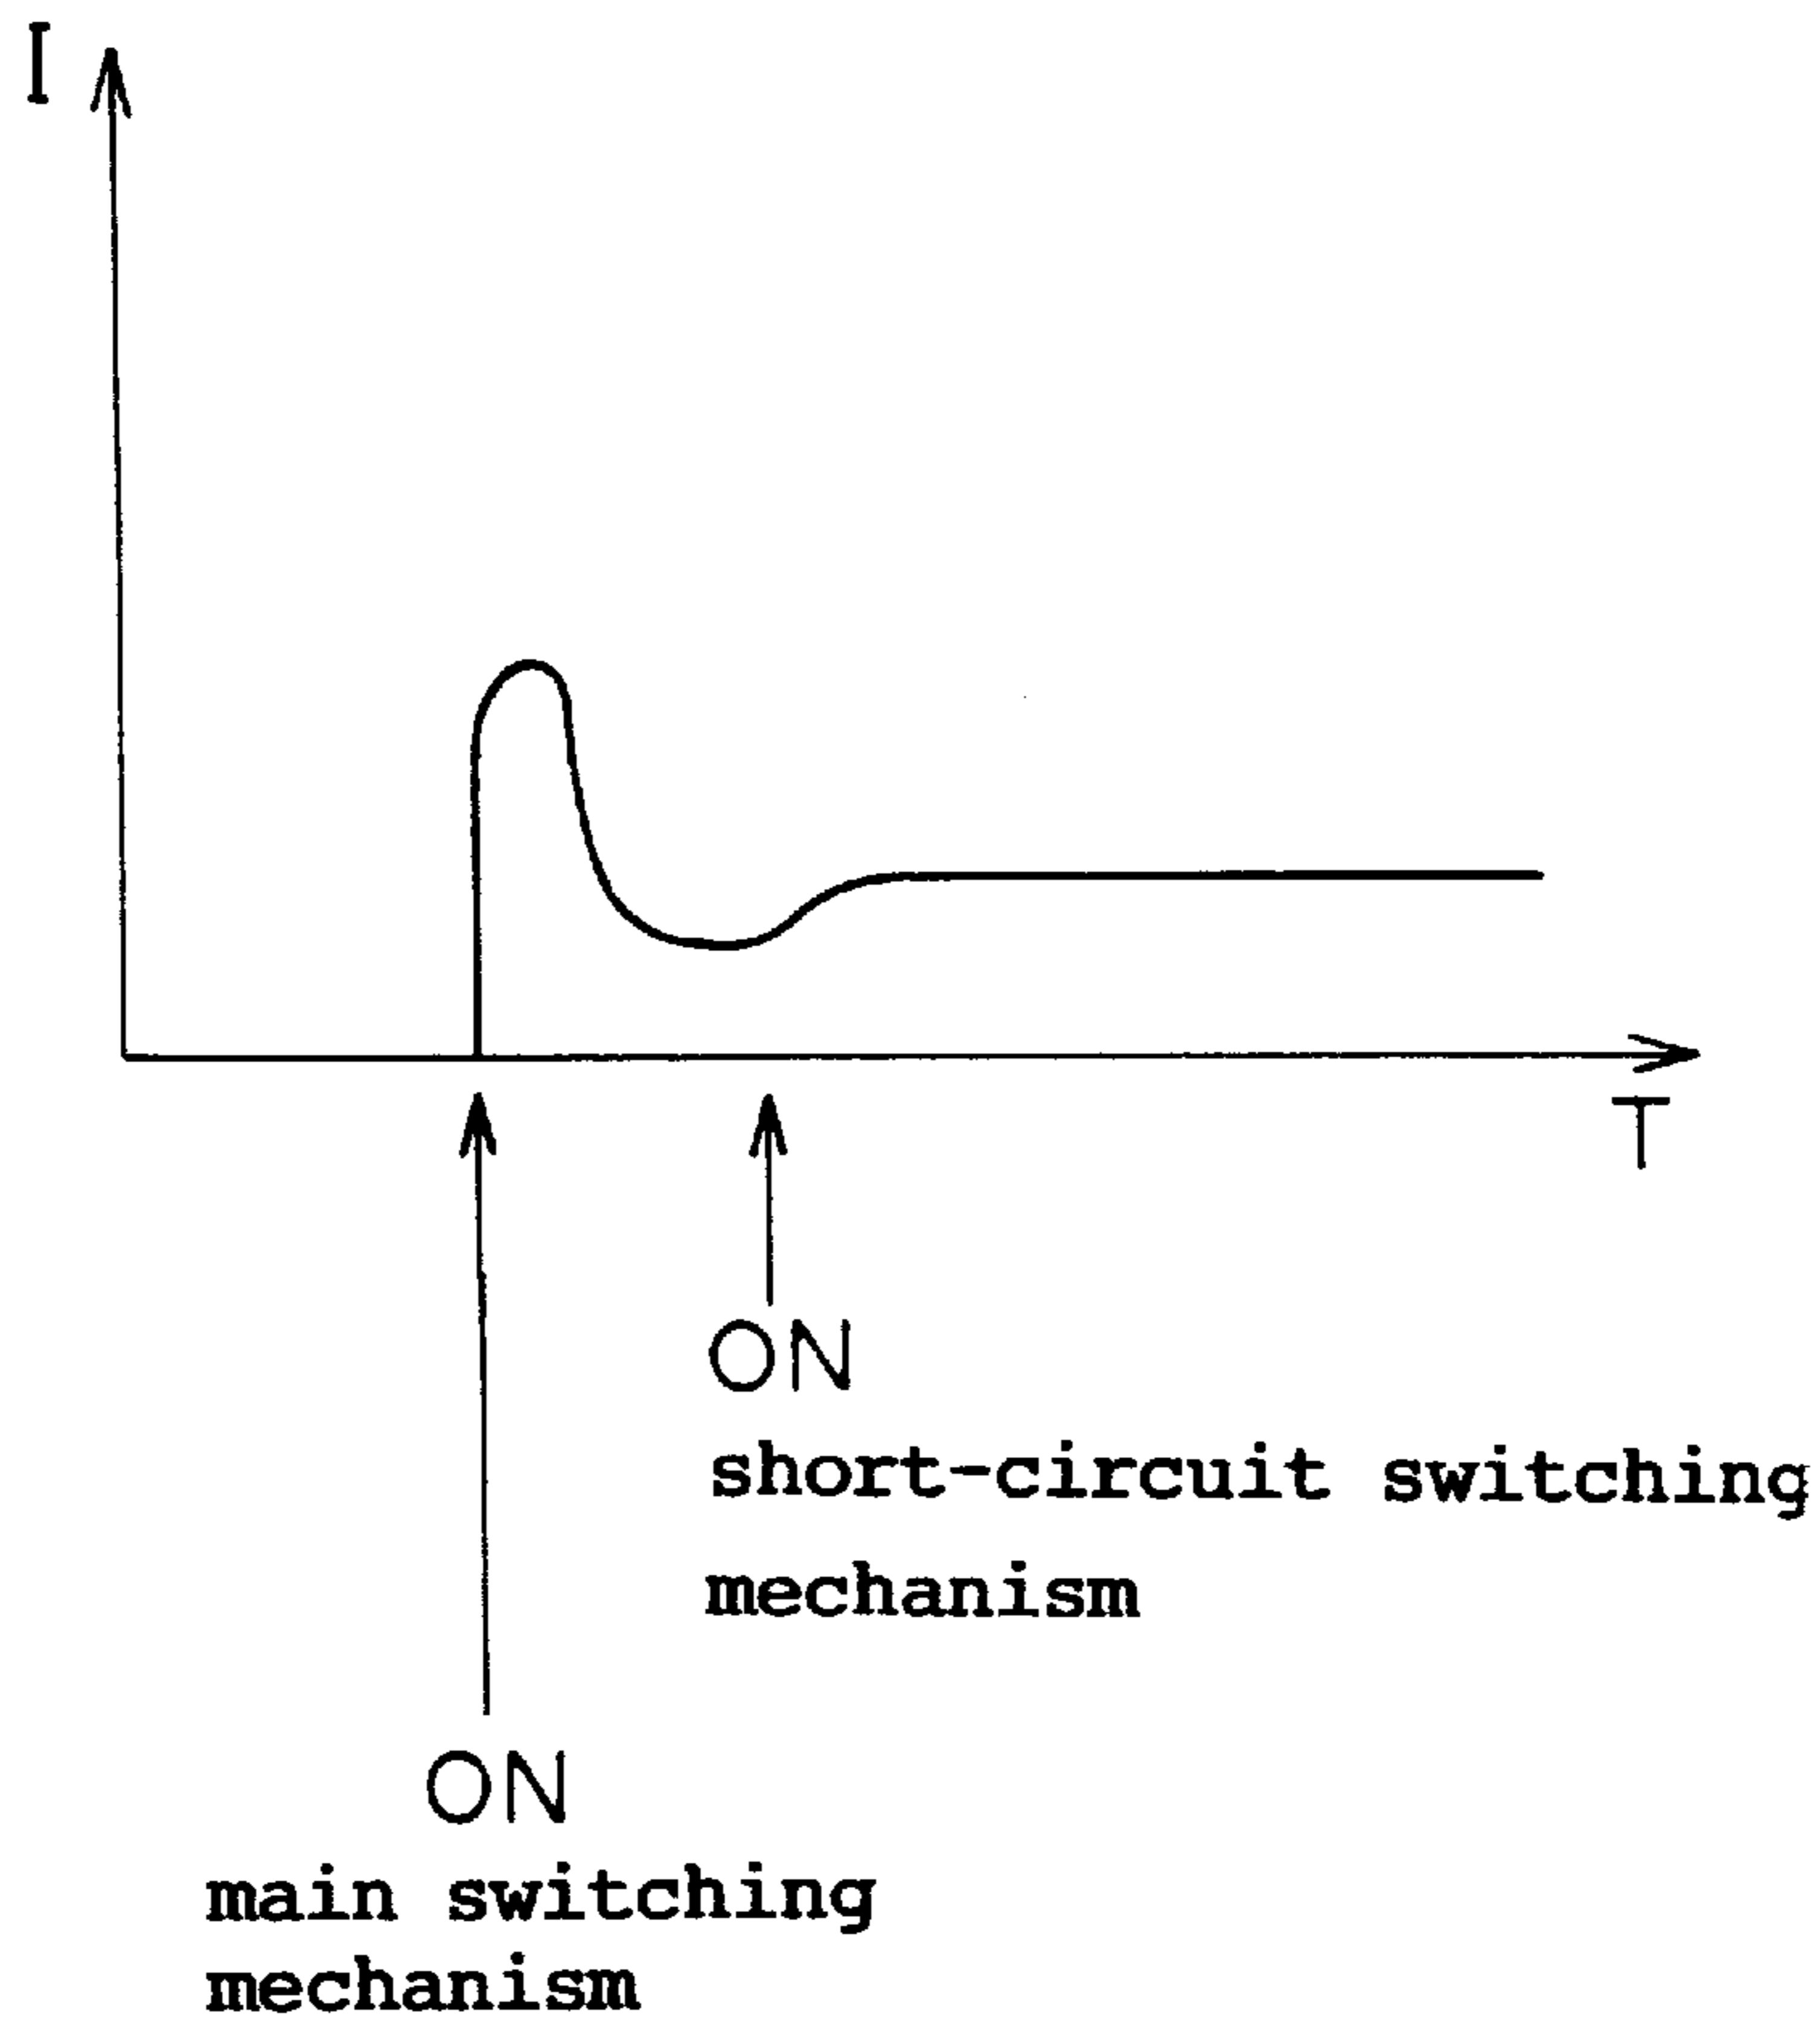 I
T
ON
short-circuit switching
mechanism
ON
main switching
mechanism